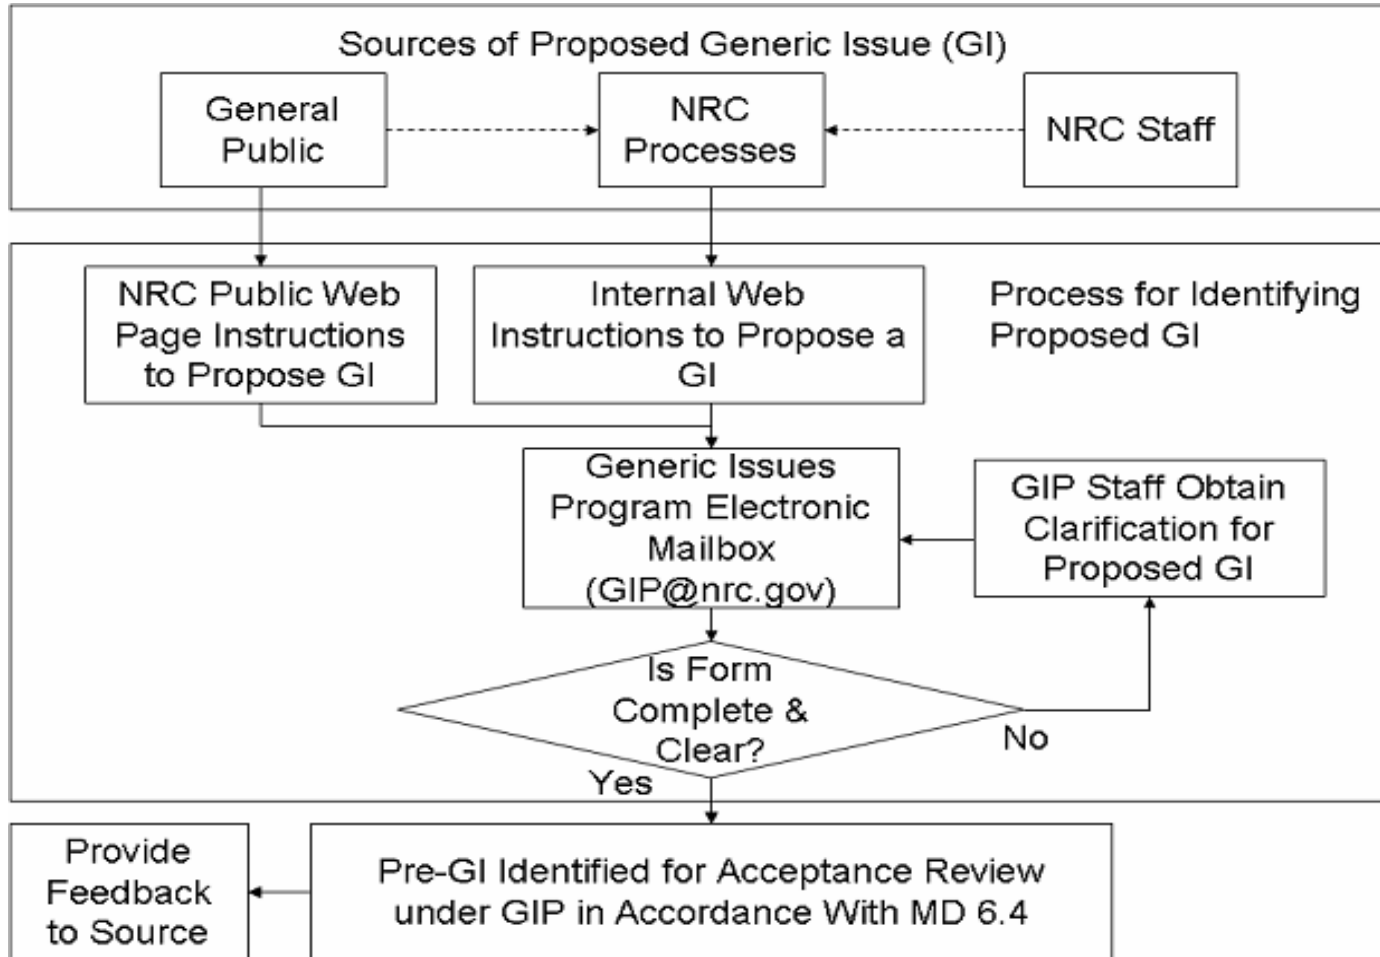 Sources of Proposed Generic Issue (GI)
General
Public
NRC
Processes
NRC Staff
NRC Public Web
Page Instructions
to Propose GI
Internal Web
Instructions to Propose a
GI
Process for Identifying
Proposed GI
Generic Issues
Program Electronic
Mailbox
(GIP@nrc.gov)
GIP Staff Obtain
Clarification for
Proposed GI
Is Form
Complete &
Clear?
No
Yes
Provide
Feedback
to Source
Pre-GI Identified for Acceptance Review
under GIP in Accordance With MD 6.4